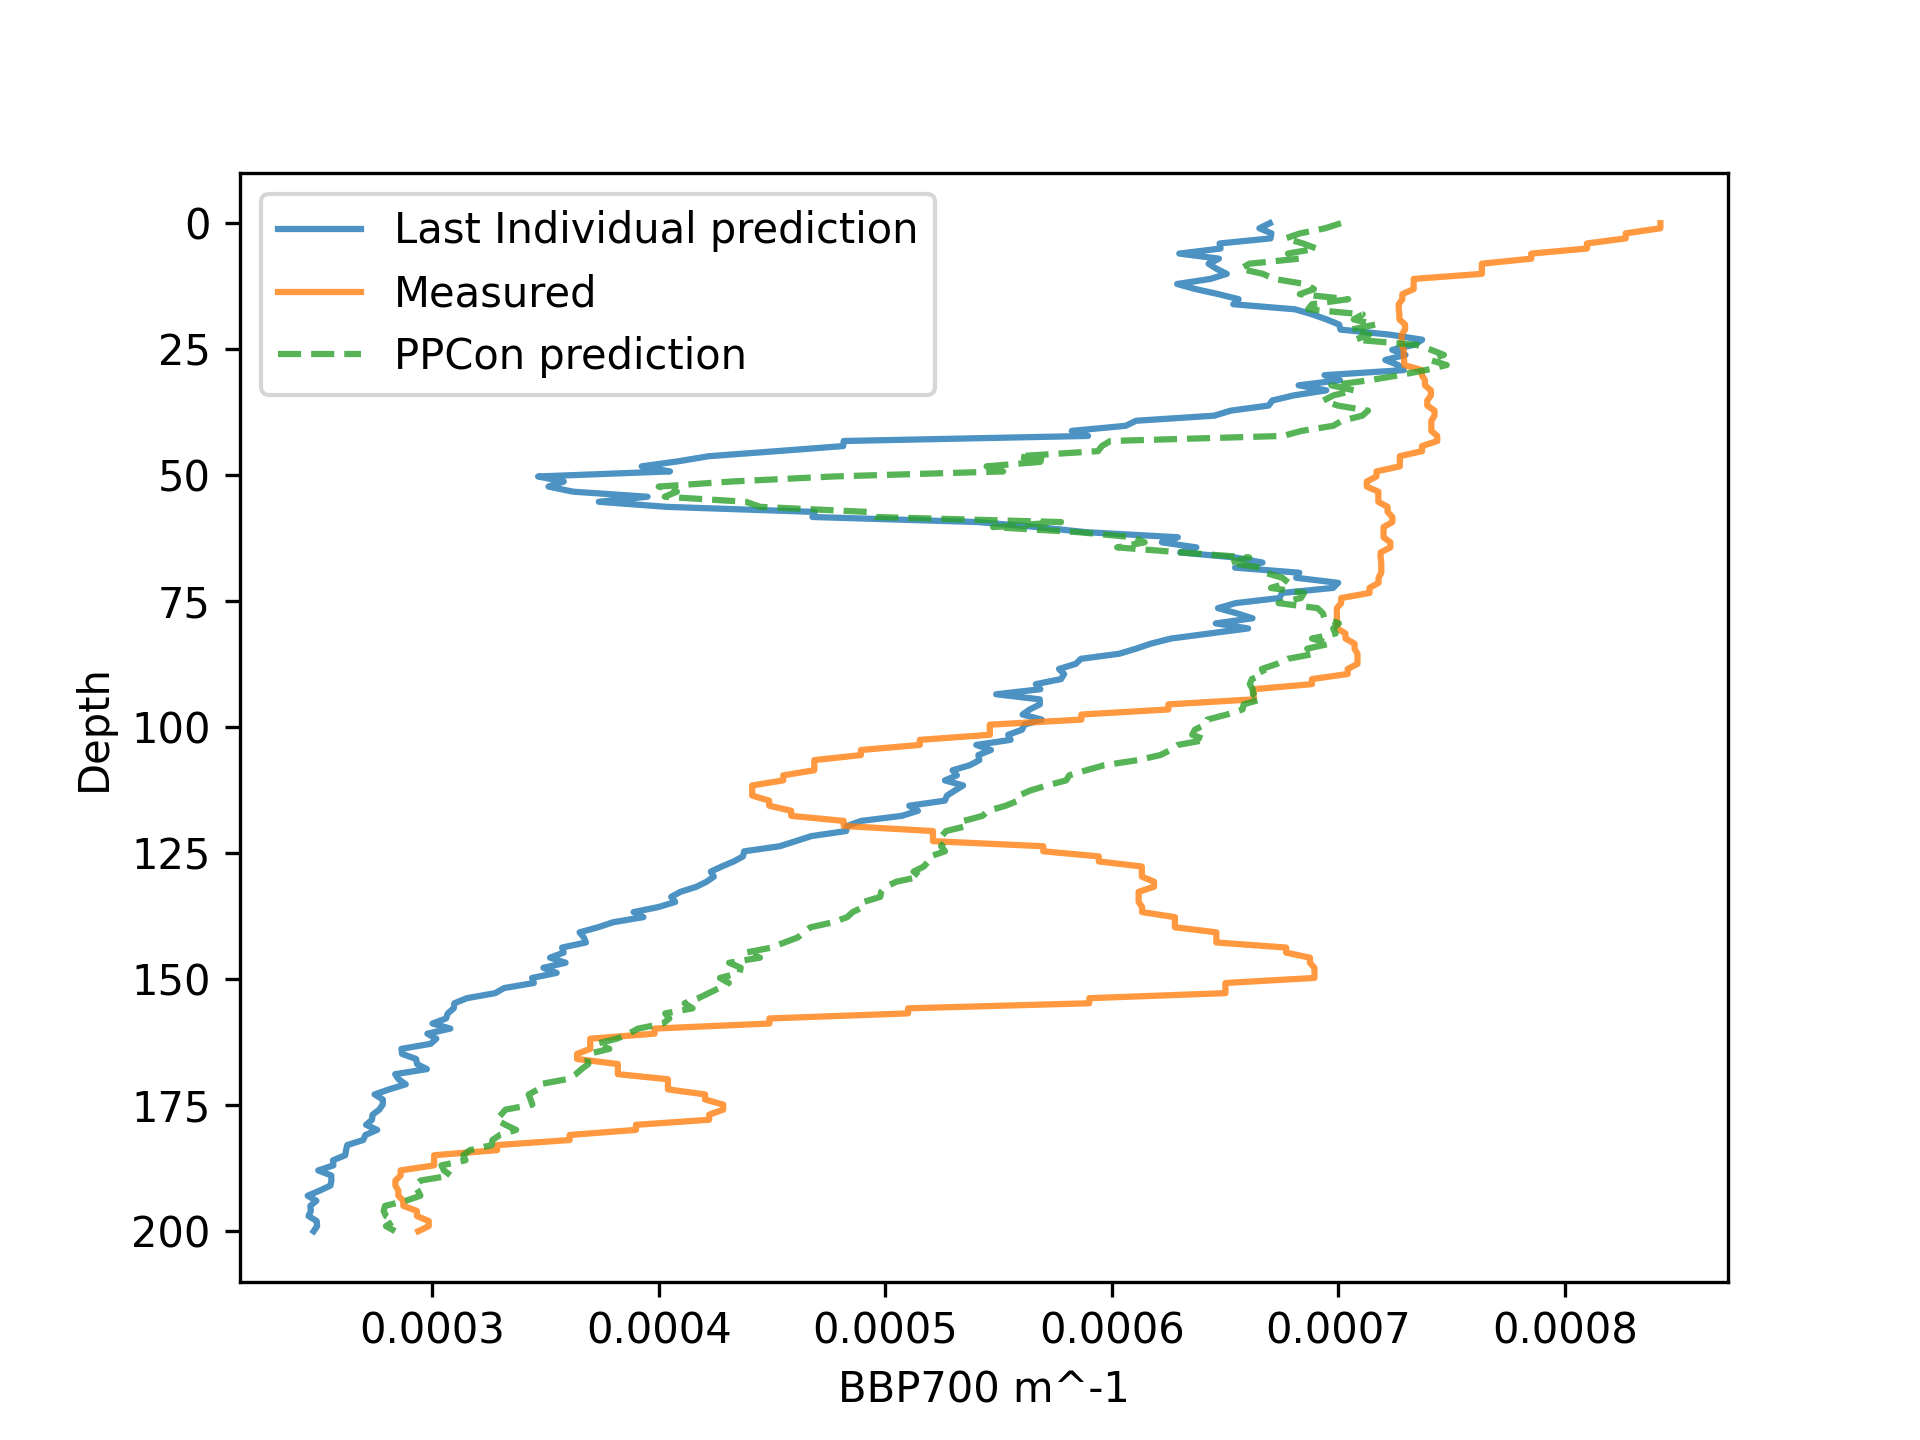 Last Individual prediction
Measured
PPCon prediction
0
25
50
75
100
125
150
175
200
Depth
0.0003 0.0004 0.0005 0.0006 0.0007 0.0008
BBP700 m^-1